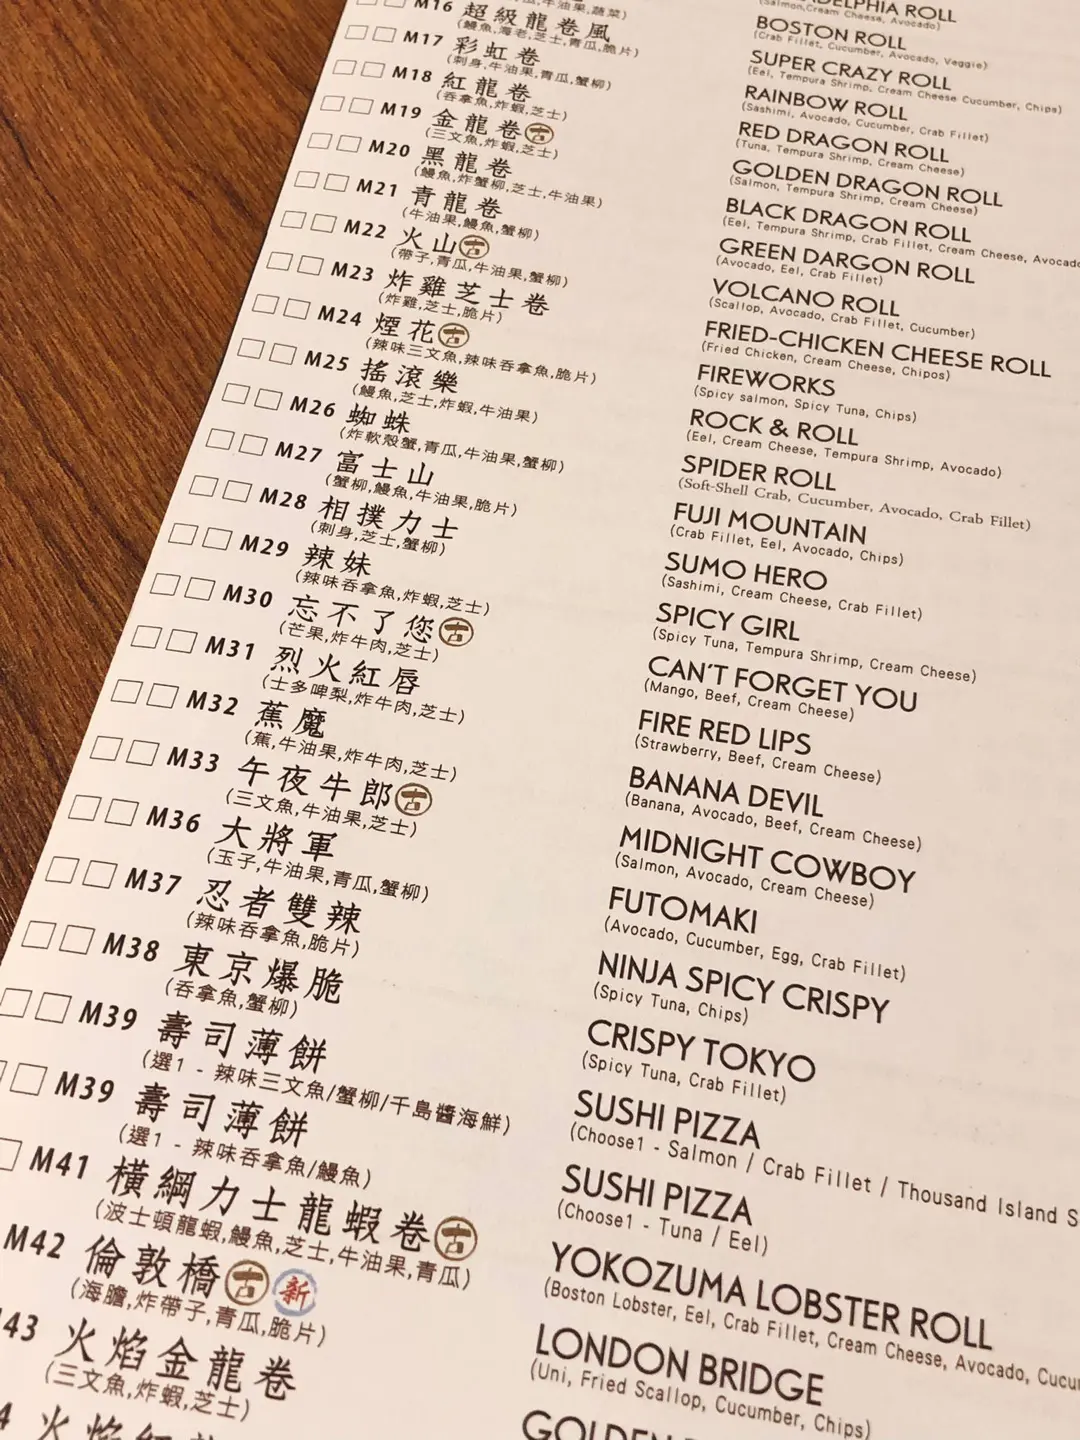 M16 超級龍卷風
(鰻魚,海老,芝士,青瓜,脆片)
M17 彩虹卷
(刺身,牛油果,青瓜,蟹柳)
M18 紅龍卷
(吞拿魚,炸蝦,芝士)
M19 金龍卷 古
(三文魚,炸蝦,芝士)
M20 黑龍卷
(鰻魚,炸蟹柳,芝士,牛油果)
M21 青龍卷
(牛油果,鰻魚,蟹柳)
M22 火山 古
(帶子,青瓜,牛油果,蟹柳)
M23 炸雞芝士卷
(炸雞,芝士,脆片)
M24 煙花 古
(辣味三文魚,辣味吞拿魚,脆片)
M25 搖滾樂
(鰻魚,芝士,炸蝦,牛油果)
M26 蜘蛛
(炸軟殼蟹,青瓜,牛油果,蟹柳)
M27 富士山
(蟹柳,鰻魚,牛油果,脆片)
M28 相撲力士
(刺身,芝士,蟹柳)
M29 辣妹
(辣味吞拿魚,炸蝦,芝士)
M30 忘不了您 古
(芒果,炸牛肉,芝士)
M31 烈火紅唇
(士多啤梨,炸牛肉,芝士)
M32 蕉魔
(蕉,牛油果,炸牛肉,芝士)
M33 午夜牛郎 古
(三文魚,牛油果,芝士)
M36 大將軍
(玉子,牛油果,青瓜,蟹柳)
M37 忍者雙辣
(辣味吞拿魚,脆片)
M38 東京爆脆
(吞拿魚,蟹柳)
M39 壽司薄餅
(選1 - 辣味三文魚/蟹柳/千島醬海鮮)
M39 壽司薄餅
(選1 - 辣味吞拿魚/鰻魚)
M41 橫綱力士龍蝦卷 古
(波士頓龍蝦,鰻魚,芝士,牛油果,青瓜)
M42 倫敦橋 古 新
(海膽,炸帶子,青瓜,脆片)
43 火焰金龍卷
(三文魚,炸蝦,芝士)
4 火焰紅
ROLL
(Salmon,Cream Cheese, Avocado)
BOSTON ROLL
(Crab Fillet, Cucumber, Avocado, Veggie)
SUPER CRAZY ROLL
(Eel, Tempura Shrimp, Cream Cheese Cucumber, Chips)
RAINBOW ROLL
(Sashimi, Avocado, Cucumber, Crab Fillet)
RED DRAGON ROLL
(Tuna, Tempura Shrimp, Cream Cheese)
GOLDEN DRAGON ROLL
(Salmon, Tempura Shrimp, Cream Cheese)
BLACK DRAGON ROLL
(Eel, Tempura Shrimp, Crab Fillet, Cream Cheese, Avocado
GREEN DARGON ROLL
(Avocado, Eel, Crab Fillet)
VOLCANO ROLL
(Scallop, Avocado, Crab Fillet, Cucumber)
FRIED-CHICKEN CHEESE ROLL
(Fried Chicken, Cream Cheese, Chipos)
FIREWORKS
(Spicy salmon, Spicy Tuna, Chips)
ROCK & ROLL
(Eel, Cream Cheese, Tempura Shrimp, Avocado)
SPIDER ROLL
(Soft-Shell Crab, Cucumber, Avocado, Crab Fillet)
FUJI MOUNTAIN
(Crab Fillet, Eel, Avocado, Chips)
SUMO HERO
(Sashimi, Cream Cheese, Crab Fillet)
SPICY GIRL
(Spicy Tuna, Tempura Shrimp, Cream Cheese)
CAN'T FORGET YOU
(Mango, Beef, Cream Cheese)
FIRE RED LIPS
(Strawberry, Beef, Cream Cheese)
BANANA DEVIL
(Banana, Avocado, Beef, Cream Cheese)
MIDNIGHT COWBOY
(Salmon, Avocado, Cream Cheese)
FUTOMAKI
(Avocado, Cucumber, Egg, Crab Fillet)
NINJA SPICY CRISPY
(Spicy Tuna, Chips)
CRISPY TOKYO
(Spicy Tuna, Crab Fillet)
SUSHI PIZZA
(Choose1 - Salmon / Crab Fillet / Thousand Island S
SUSHI PIZZA
(Choose1 - Tuna / Eel)
YOKOZUMA LOBSTER ROLL
(Boston Lobster, Eel, Crab Fillet, Cream Cheese, Avocado, Cucu
LONDON BRIDGE
(Uni, Fried Scallop, Cucumber, Chips)
GOLDEN